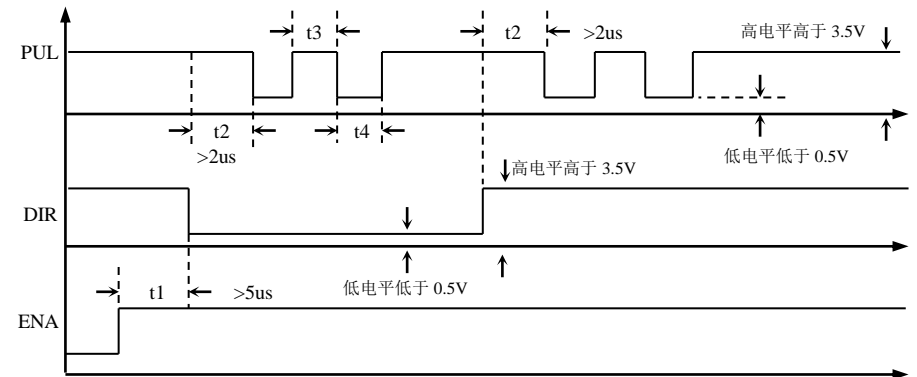 PUL
t3
t2
>2us
高电平高于 3.5V
t2
>2us
t4
低电平低于 0.5V
高电平高于 3.5V
DIR
t1
>5us
低电平低于 0.5V
ENA